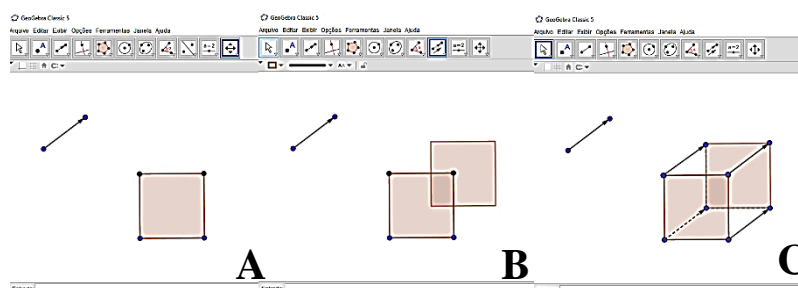 GeoGebra Classic 5
Arquivo Editar Exibir Opções Ferramentas Janela Ajuda
A
GeoGebra Classic 5
Arquivo Editar Exibir Opções Ferramentas Janela Ajuda
B
GeoGebra Classic 5
Arquivo Editar Exibir Opções Ferramentas Janela Ajuda
C